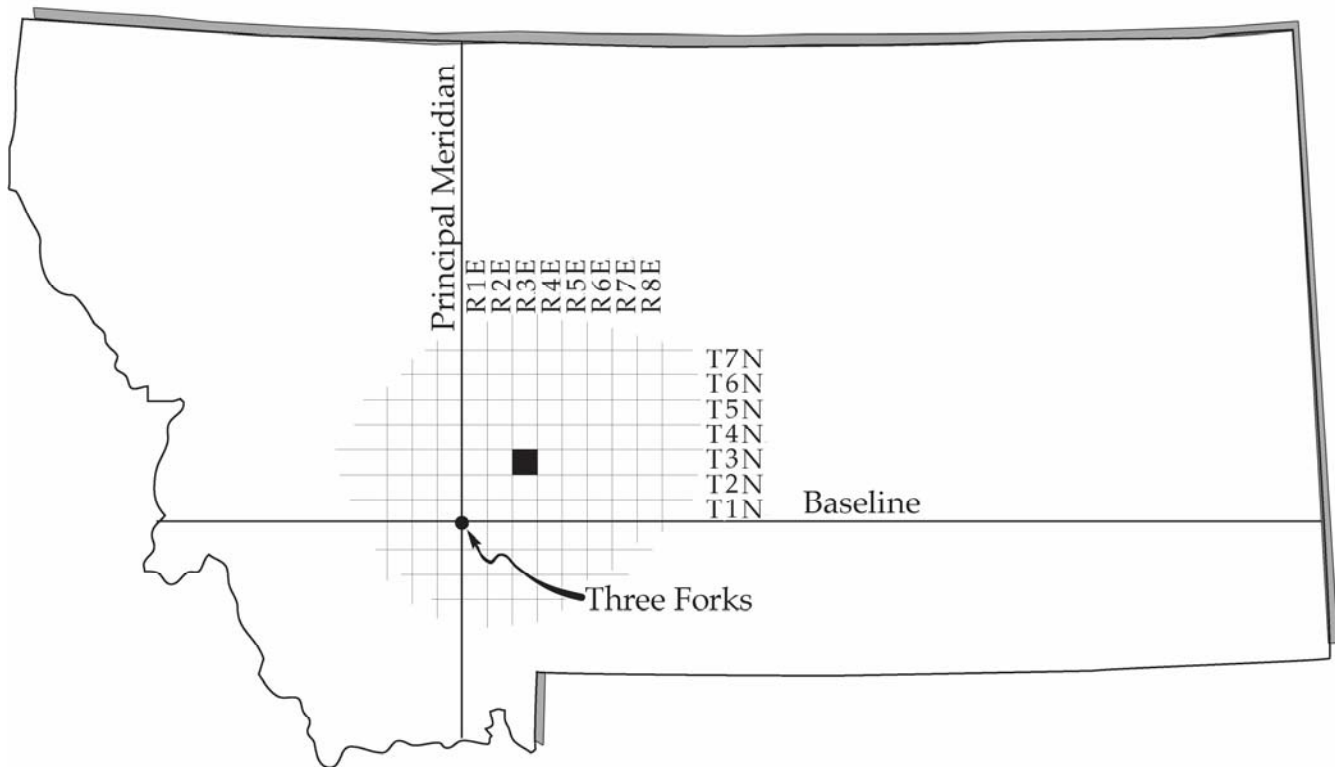 Principal Meridian
R1E
R2E
R3E
R4E
R5E
R6E
R7E
R8E
T7N
T6N
T5N
T4N
T3N
T2N
T1N
Baseline
Three Forks